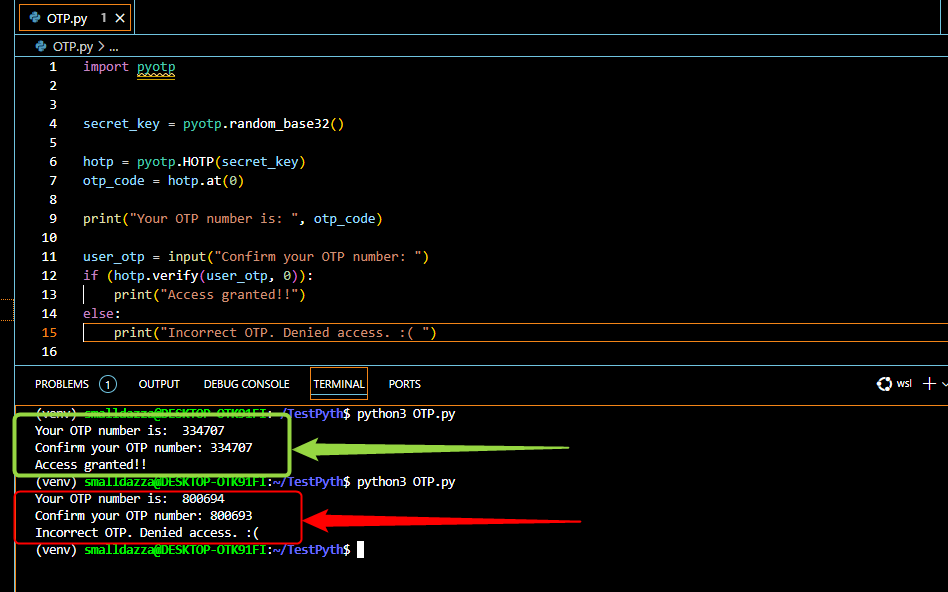 OTP.py 1 ✕
OTP.py > ...
1 import pyotp
2
3
4 secret_key = pyotp.random_base32()
5
6 hotp = pyotp.HOTP(secret_key)
7 otp_code = hotp.at(0)
8
9 print("Your OTP number is: ", otp_code)
10
11 user_otp = input("Confirm your OTP number: ")
12 if (hotp.verify(user_otp, 0)):
13     print("Access granted!!")
14 else:
15     print("Incorrect OTP. Denied access. :( ")
16
PROBLEMS 1 OUTPUT DEBUG CONSOLE TERMINAL PORTS wsl
(venv) smalldazza@DESKTOP-OTK91FI:~/TestPyth$ python3 OTP.py
Your OTP number is:  334707
Confirm your OTP number: 334707
Access granted!!
(venv) smalldazza@DESKTOP-OTK91FI:~/TestPyth$ python3 OTP.py
Your OTP number is:  800694
Confirm your OTP number: 800693
Incorrect OTP. Denied access. :(
(venv) smalldazza@DESKTOP-OTK91FI:~/TestPyth$